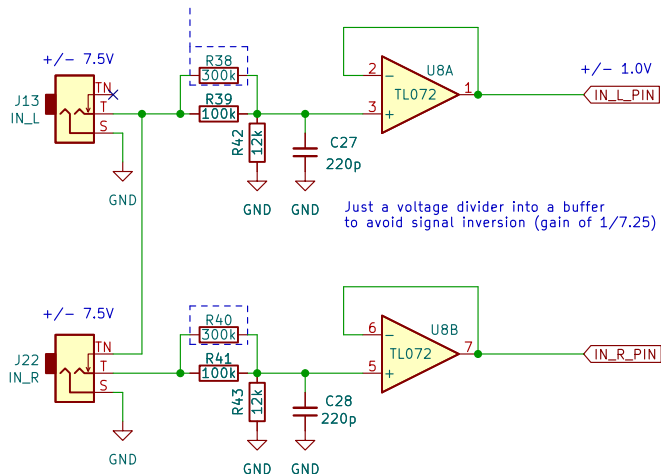 +/- 7.5V
R38
300k
U8A
+/- 1.0V
TN
2
-
J13
T
R39
TL072
1
IN_L_PIN
IN_L
100k
3
+
S
R42
12k
C27
220p
GND
GND
GND
Just a voltage divider into a buffer
to avoid signal inversion (gain of 1/7.25)
+/- 7.5V
R40
300k
U8B
TN
6
-
J22
T
R41
TL072
7
IN_R_PIN
IN_R
100k
5
+
S
R43
12k
C28
220p
GND
GND
GND